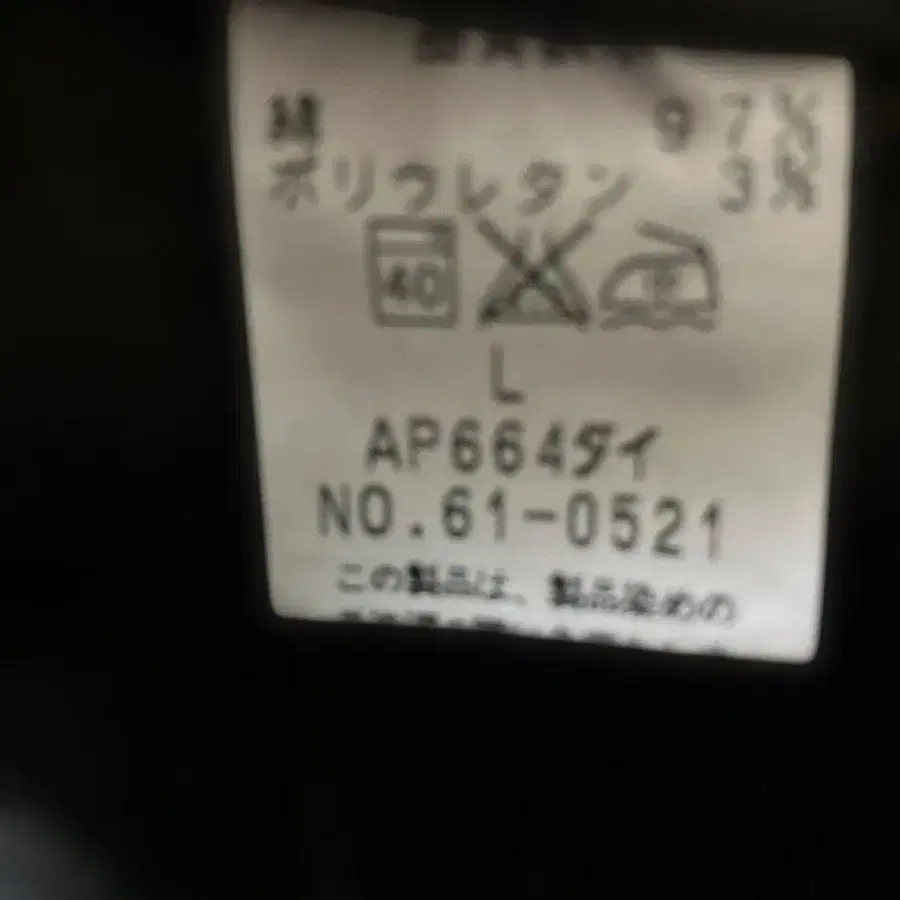 綿 97%
ポリウレタン 3%
40
L
AP664ダイ
NO.61-0521
この製品は、製品染めの